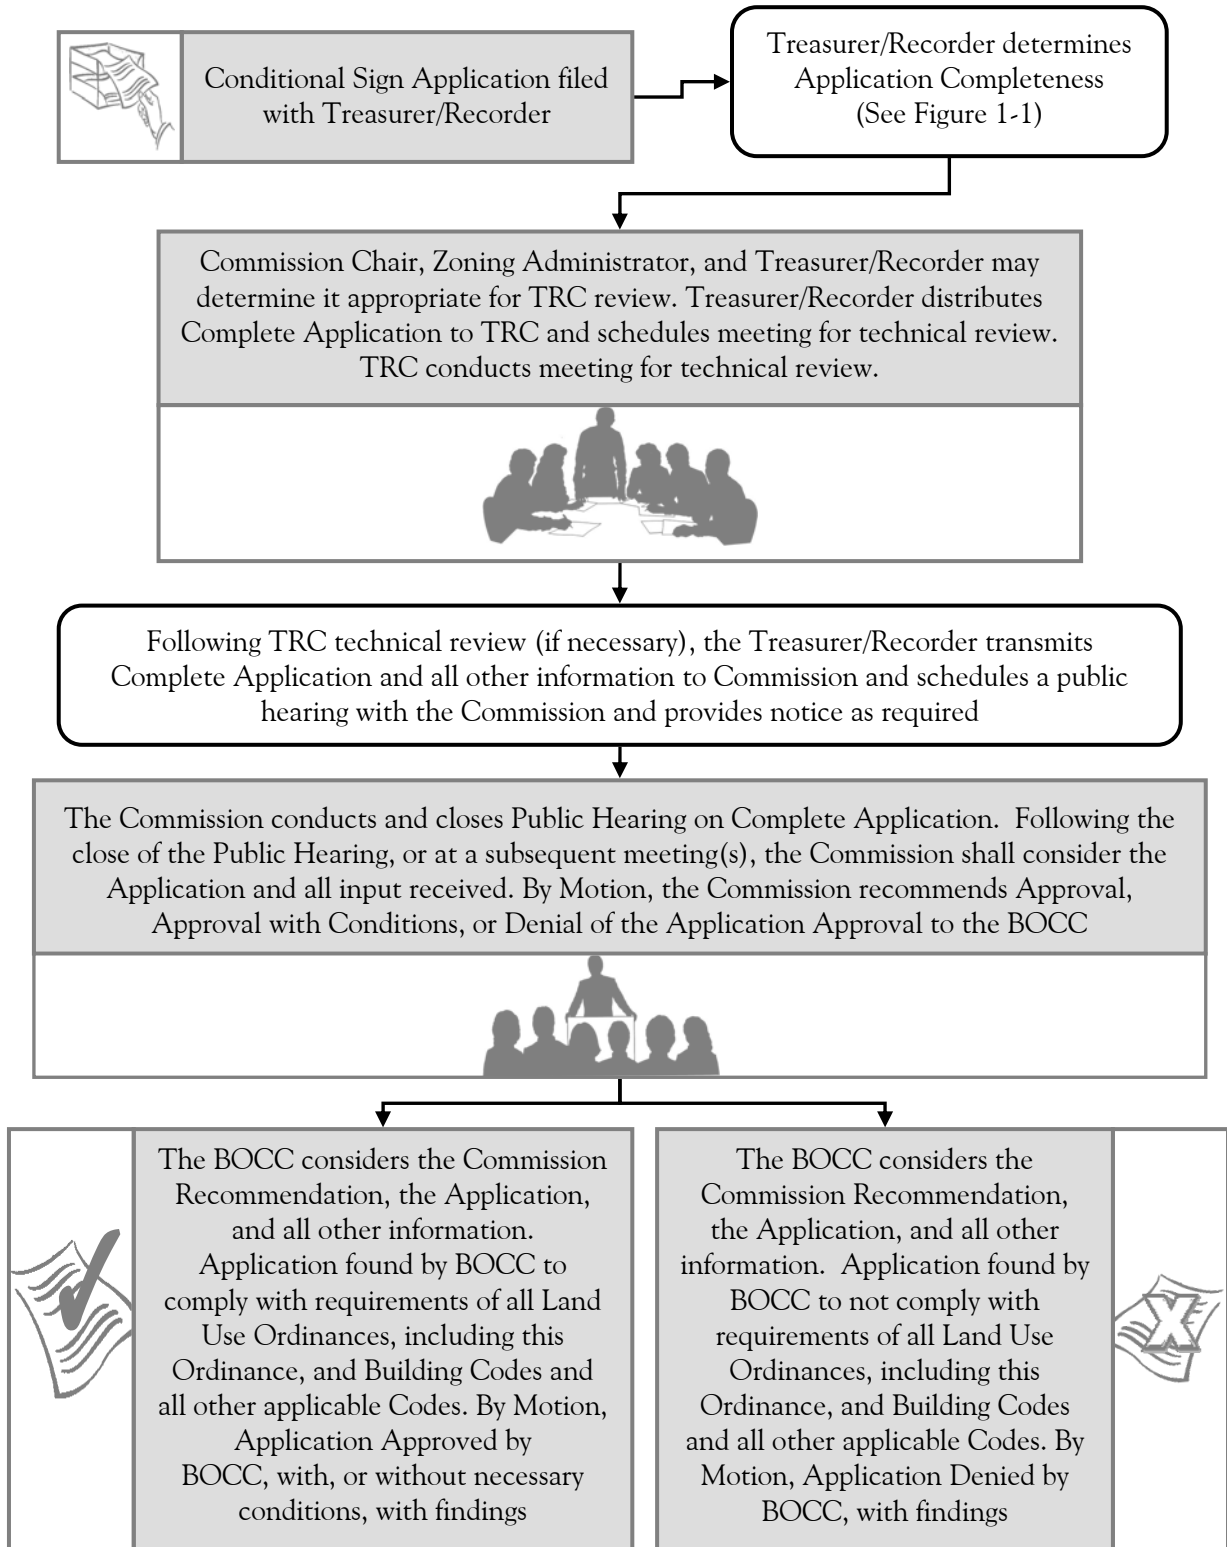 Conditional Sign Application filed
with Treasurer/Recorder
Treasurer/Recorder determines
Application Completeness
(See Figure 1-1)
Commission Chair, Zoning Administrator, and Treasurer/Recorder may
determine it appropriate for TRC review. Treasurer/Recorder distributes
Complete Application to TRC and schedules meeting for technical review.
TRC conducts meeting for technical review.
Following TRC technical review (if necessary), the Treasurer/Recorder transmits
Complete Application and all other information to Commission and schedules a public
hearing with the Commission and provides notice as required
The Commission conducts and closes Public Hearing on Complete Application. Following the
close of the Public Hearing, or at a subsequent meeting(s), the Commission shall consider the
Application and all input received. By Motion, the Commission recommends Approval,
Approval with Conditions, or Denial of the Application Approval to the BOCC
The BOCC considers the Commission
Recommendation, the Application,
and all other information.
Application found by BOCC to
comply with requirements of all Land
Use Ordinances, including this
Ordinance, and Building Codes and
all other applicable Codes. By Motion,
Application Approved by
BOCC, with, or without necessary
conditions, with findings
The BOCC considers the
Commission Recommendation,
the Application, and all other
information. Application found by
BOCC to not comply with
requirements of all Land Use
Ordinances, including this
Ordinance, and Building Codes
and all other applicable Codes. By
Motion, Application Denied by
BOCC, with findings
X